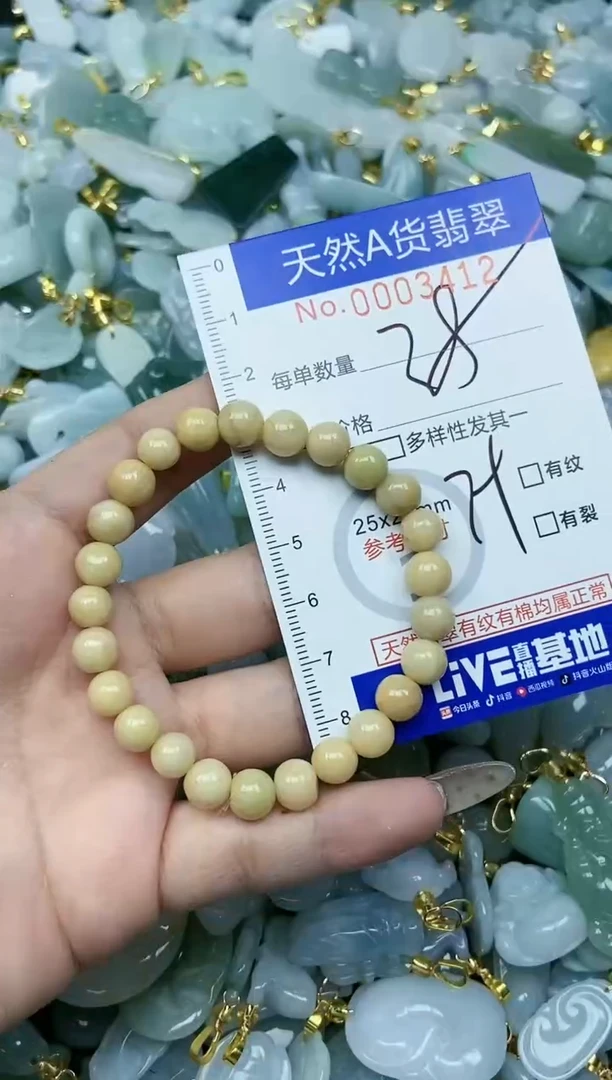 天然A货翡翠
No.0003412
每单数量 28
价格
多样性发其一
有纹
25x2 mm
参考
有裂
天然 翠有纹有棉均属正常
LiVE直播基地
今日头条 抖音 西瓜视频 抖音火山
0
1
2
4
5
6
7
8